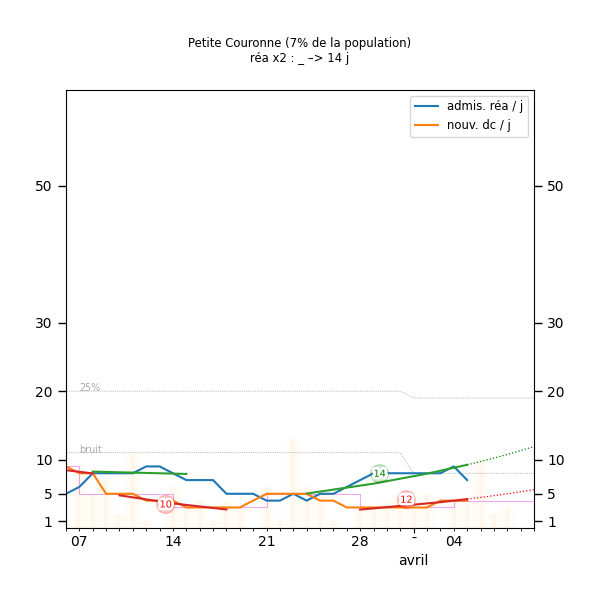 Petite Couronne (7% de la population)
réa x2 : _ –> 14 j
admis. réa / j
nouv. dc / j
50 50
30 30
25%
20 20
bruit
10 10
14
12
10
5 5
1 1
07 14 21 28 - 04
avril